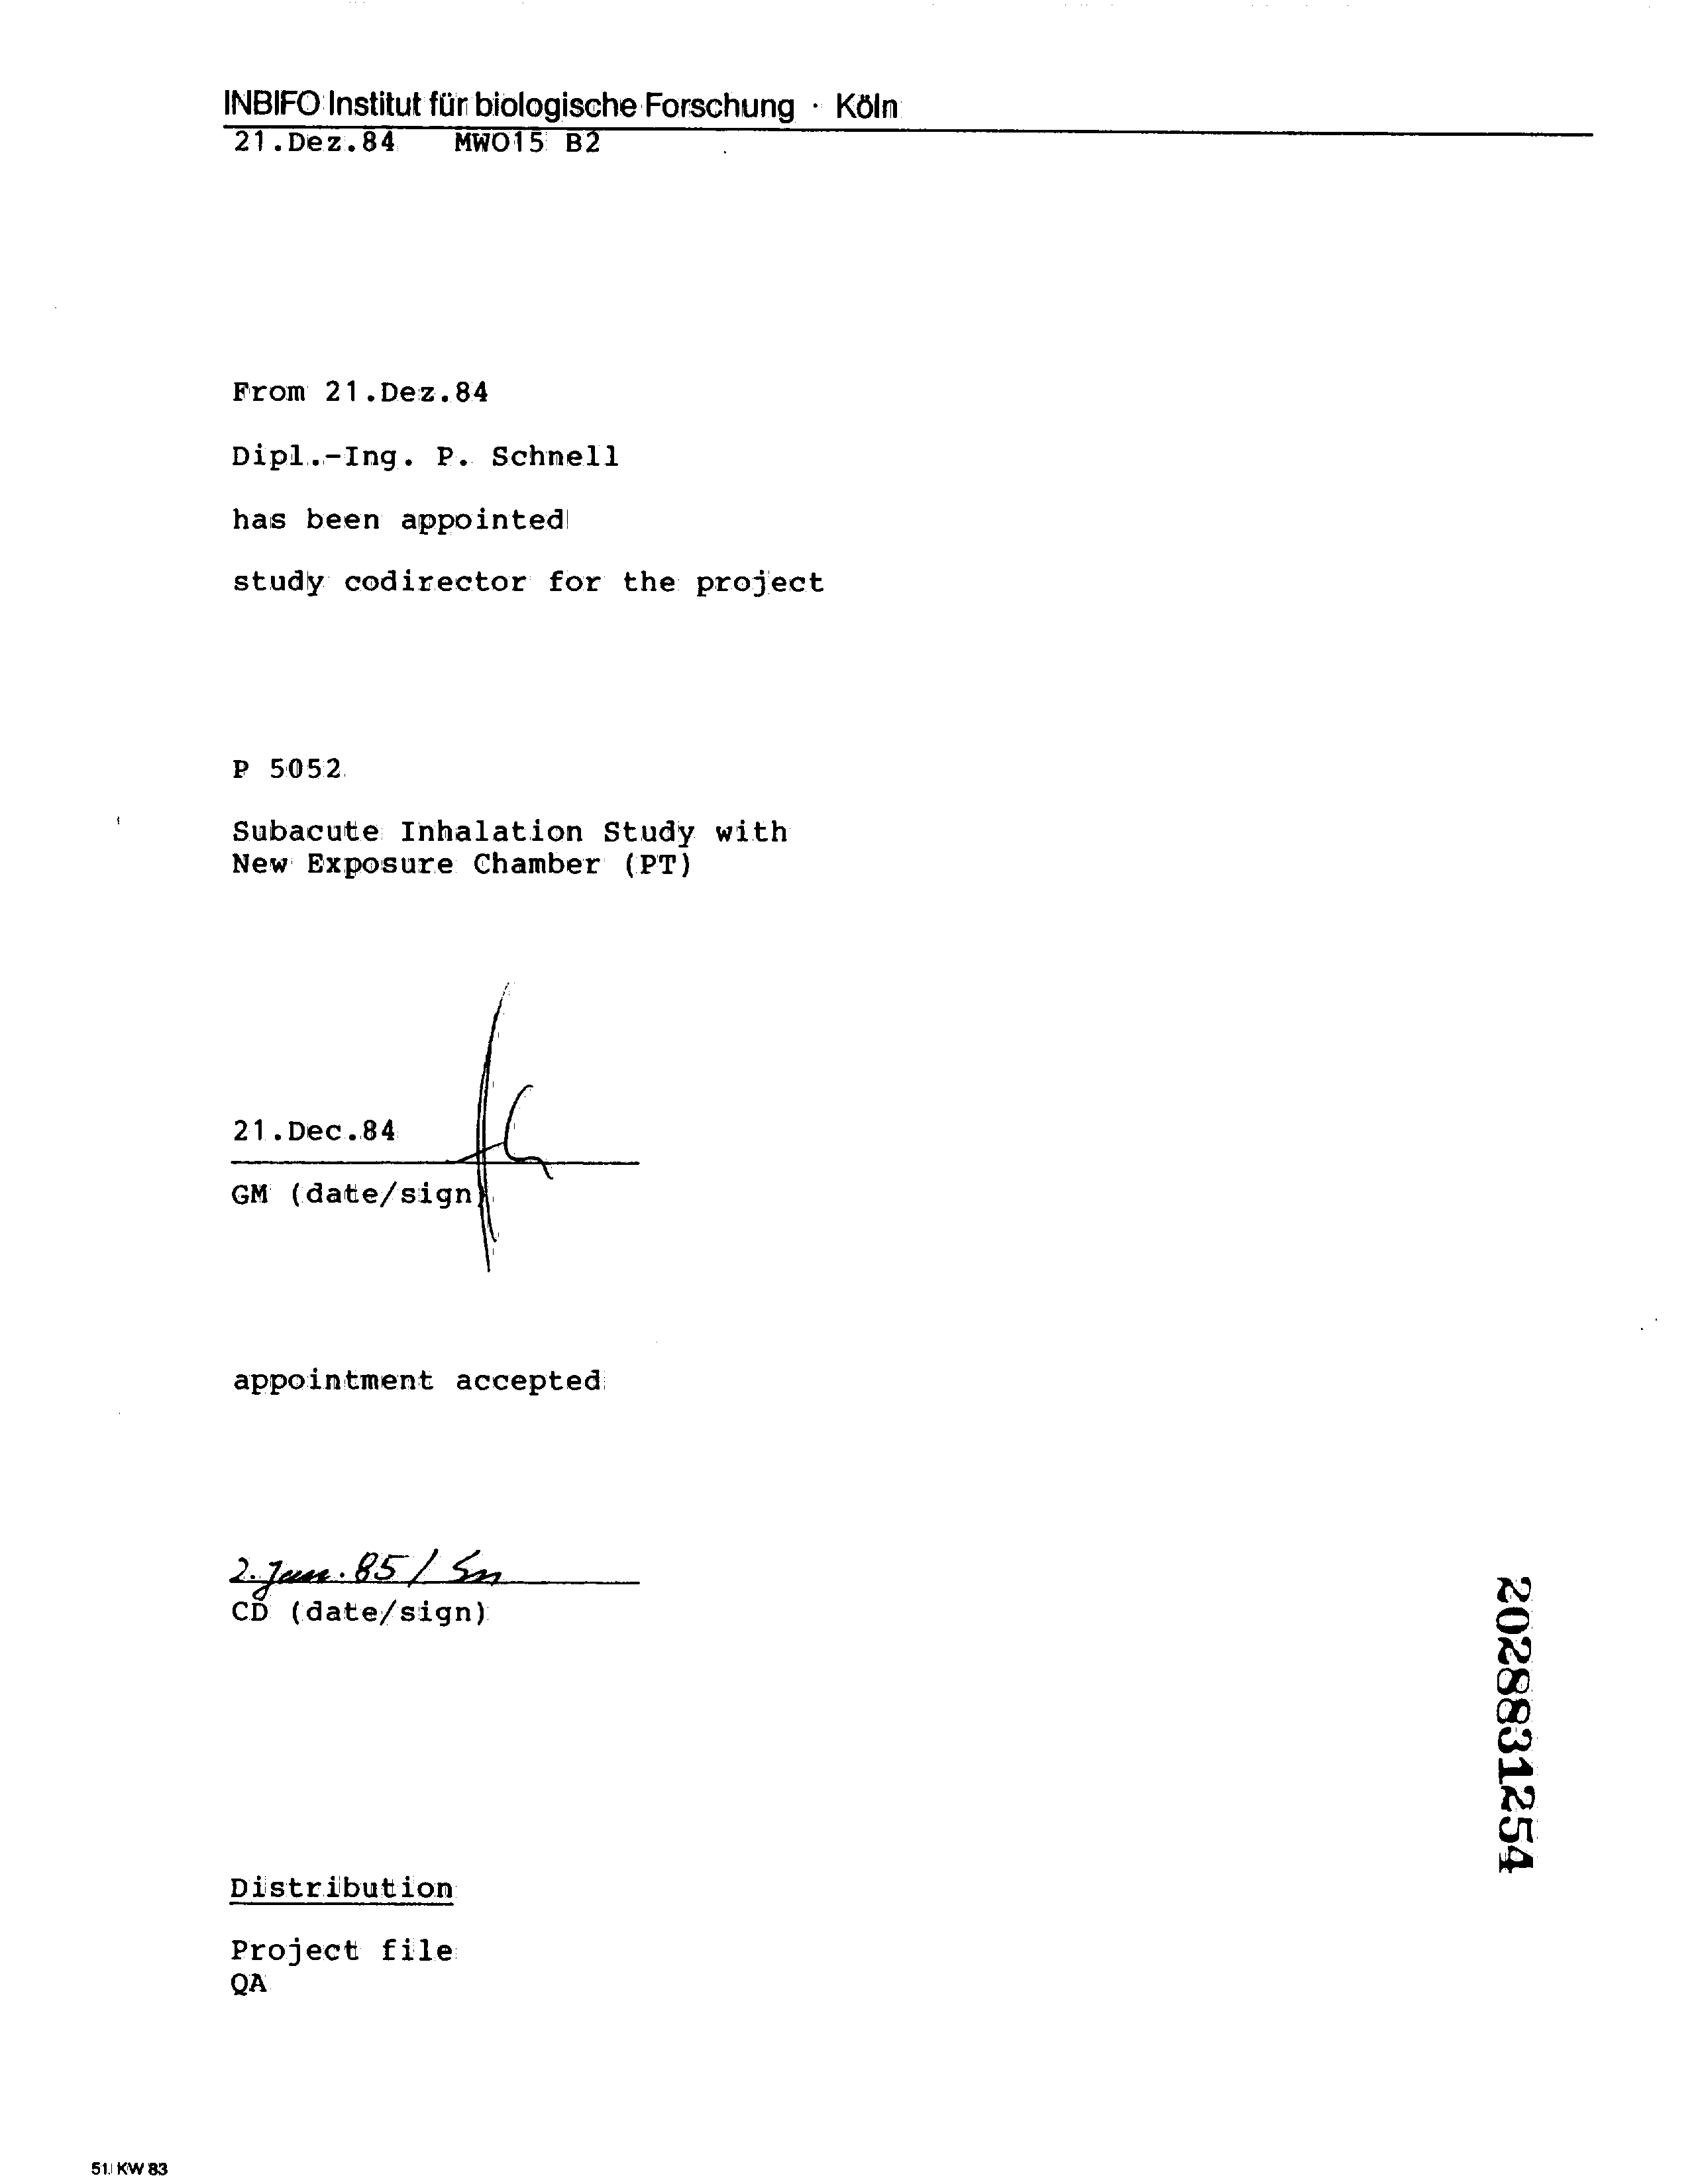 INBIFO Institut für biologische Forschung · Köln
21.Dez.84 MWO15 B2
From 21.Dez.84
Dipl.-Ing. P. Schnell
has been appointed
study codirector for the project
P 5052
Subacute Inhalation Study with
New Exposure Chamber (PT)
21.Dec.84
GM (date/sign)
appointment accepted
2. Jan. 85 / Sn
CD (date/sign)
2028831254
Distribution
Project file
QA
51. KW 83